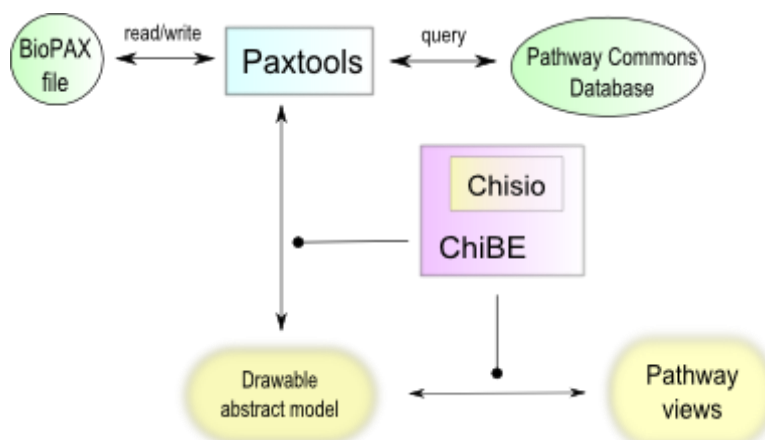 BioPAX
file
read/write
Paxtools
query
Pathway Commons
Database
Chisio
ChiBE
Drawable
abstract model
Pathway
views